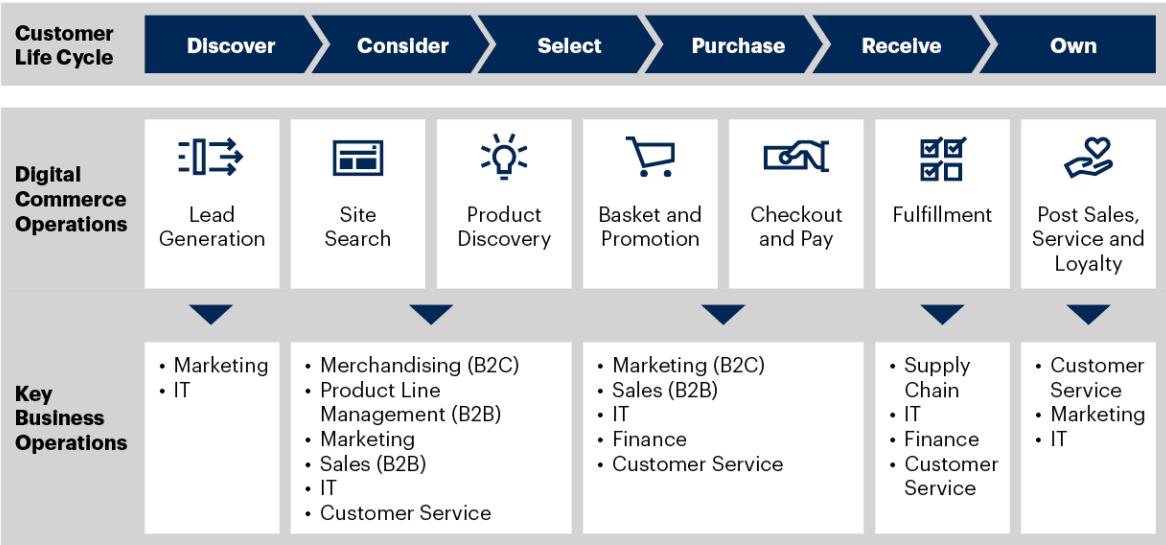 Customer
Life Cycle
Discover
Consider
Select
Purchase
Receive
Own
Digital
Commerce
Operations
Lead
Generation
Site
Search
Product
Discovery
Basket and
Promotion
Checkout
and Pay
Fulfillment
Post Sales,
Service and
Loyalty
Key
Business
Operations
• Marketing
• IT
• Merchandising (B2C)
• Product Line
Management (B2B)
• Marketing
• Sales (B2B)
• IT
• Customer Service
• Marketing (B2C)
• Sales (B2B)
• IT
• Finance
• Customer Service
• Supply
Chain
• IT
• Finance
• Customer
Service
• Customer
Service
• Marketing
• IT